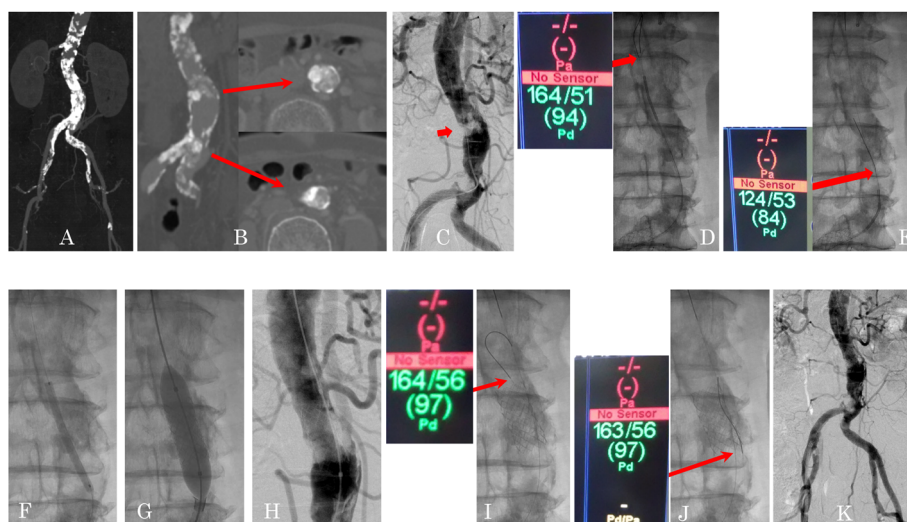 A
B
C
-/-
(-)
Pa
No Sensor
164/51
(94)
Pd
D
-/-
(-)
Pa
No Sensor
124/53
(84)
Pd
E
F
G
H
-/-
(-)
Pa
No Sensor
164/56
(97)
Pd
I
-/-
(-)
Pa
No Sensor
163/56
(97)
Pd
-
Pd/Pa
J
K